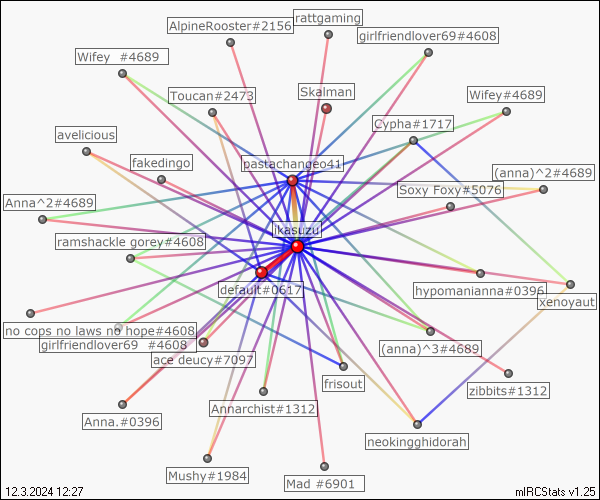 rattgaming
AlpineRooster#2156
girlfriendlover69#4608
Wifey  #4689
Toucan#2473
Skalman
Wifey#4689
Cypha#1717
avelicious
fakedingo
pastachangeo41
(anna)^2#4689
Soxy Foxy#5076
Anna^2#4689
ikasuzu
ramshackle gorey#4608
default#0617
hypomanianna#0396
xenoyaut
no cops no laws no hope#4608
girlfriendlover69  #4608
(anna)^3#4689
ace deucy#7097
frisout
zibbits#1312
Annarchist#1312
Anna.#0396
neokingghidorah
Mushy#1984
Mad #6901
12.3.2024 12:27
mIRCStats v1.25